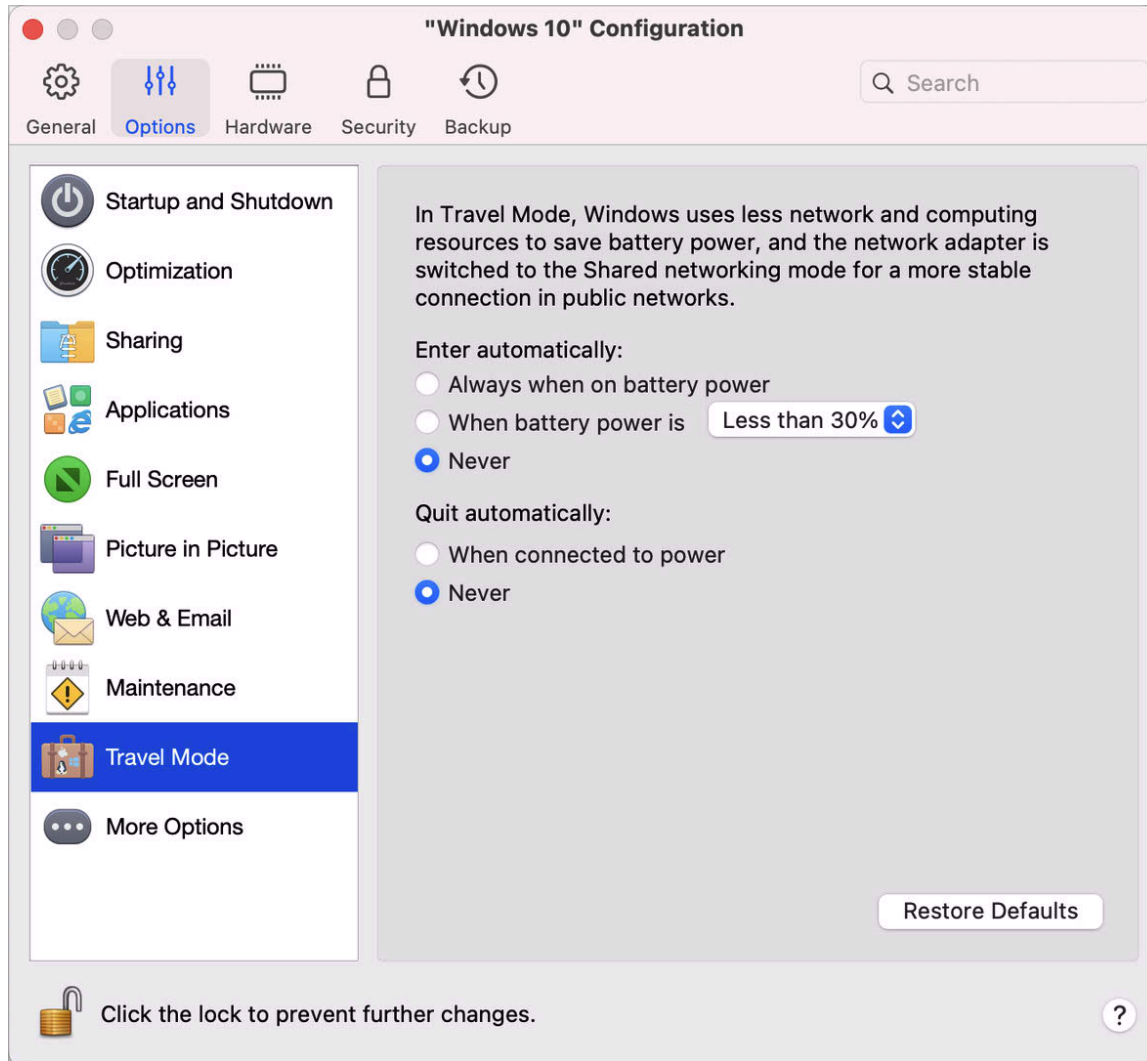 "Windows 10" Configuration
General
Options
Hardware
Security
Backup
Search
Startup and Shutdown
Optimization
Sharing
Applications
Full Screen
Picture in Picture
Web & Email
Maintenance
Travel Mode
More Options
In Travel Mode, Windows uses less network and computing
resources to save battery power, and the network adapter is
switched to the Shared networking mode for a more stable
connection in public networks.
Enter automatically:
Always when on battery power
When battery power is Less than 30%
Never
Quit automatically:
When connected to power
Never
Restore Defaults
Click the lock to prevent further changes.
?